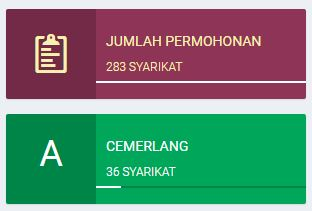 JUMLAH PERMOHONAN
283 SYARIKAT
A
CEMERLANG
36 SYARIKAT